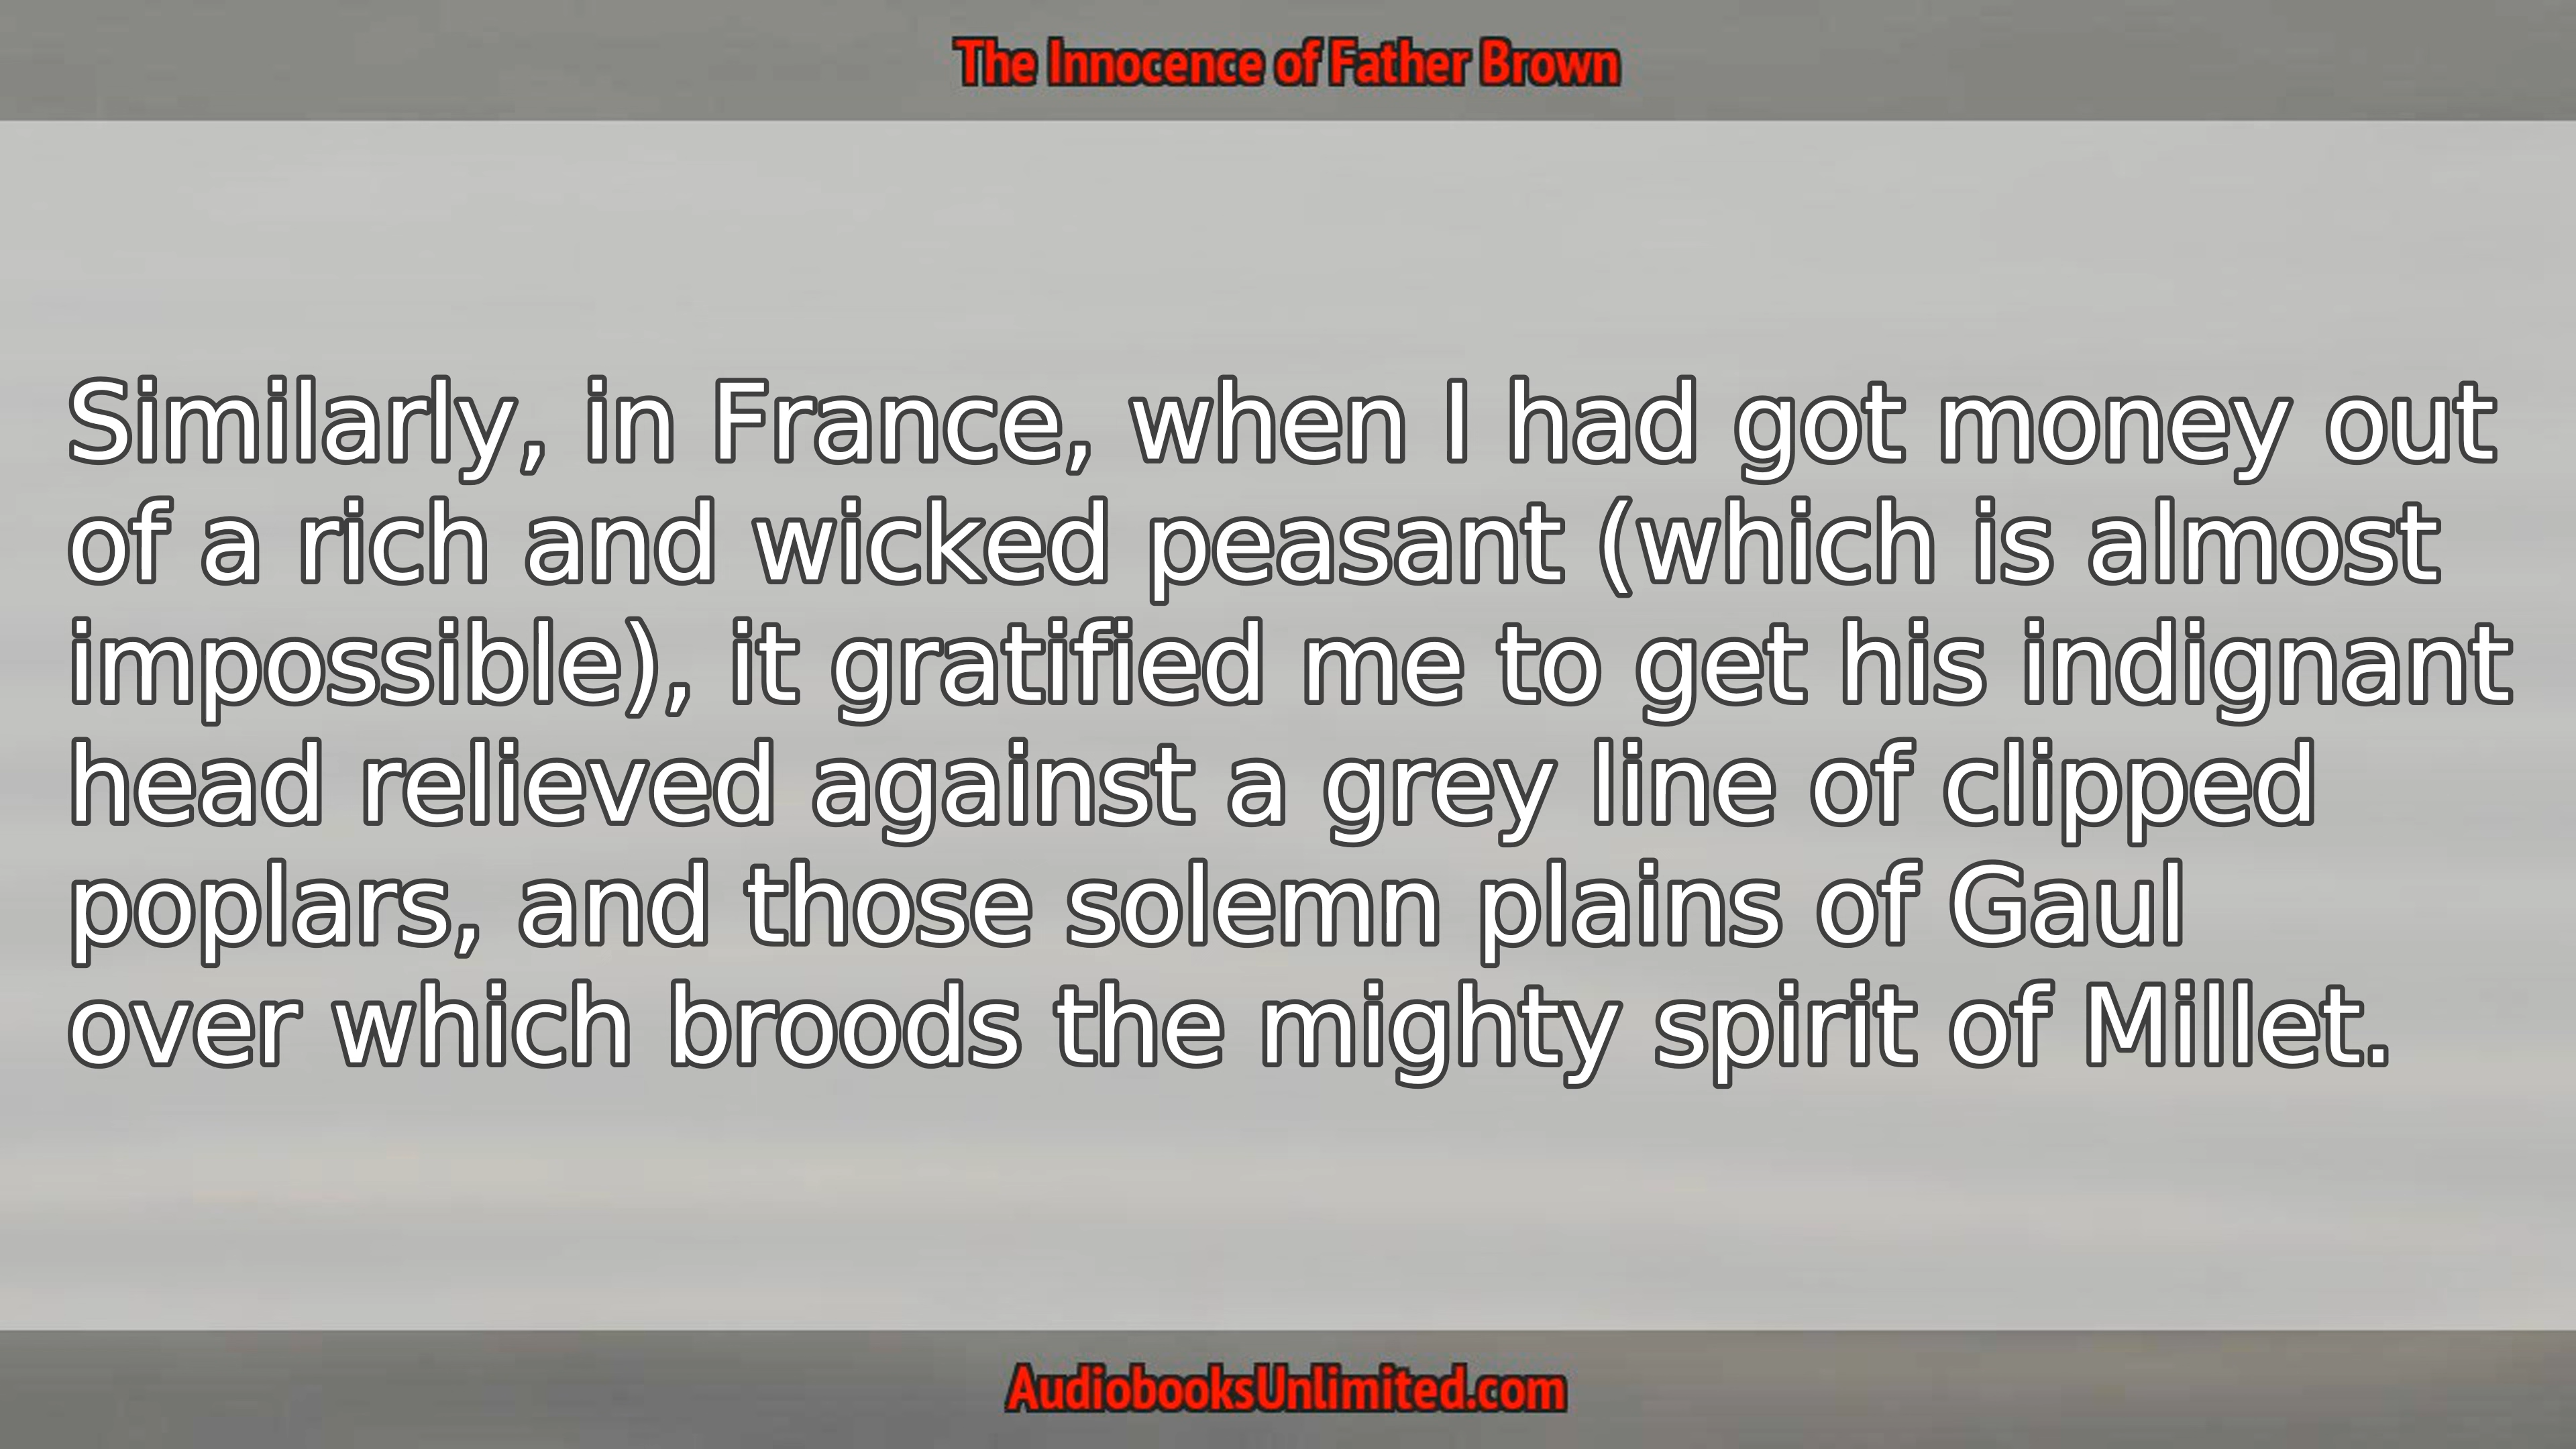 The Innocence of Father Brown
Similarly, in France, when I had got money out
of a rich and wicked peasant (which is almost
impossible), it gratified me to get his indignant
head relieved against a grey line of clipped
poplars, and those solemn plains of Gaul
over which broods the mighty spirit of Millet.
AudiobooksUnlimited.com